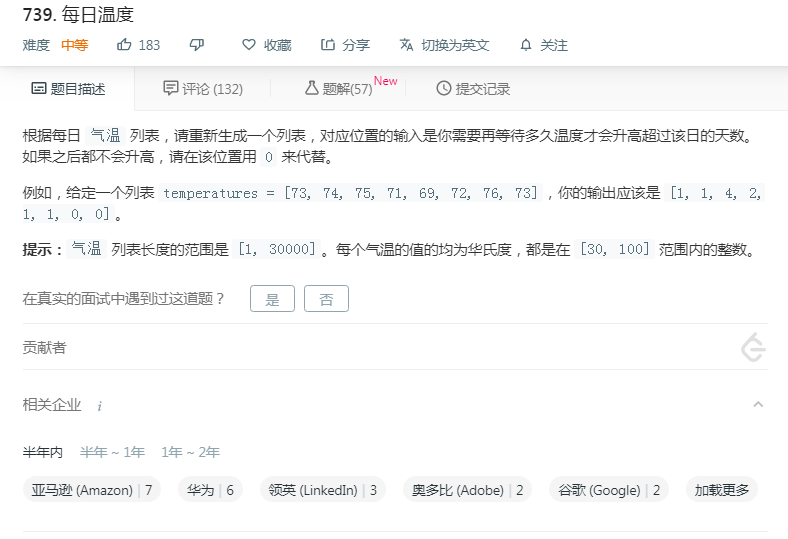 739. 每日温度
难度 中等 183 收藏 分享 切换为英文 关注
题目描述 评论 (132) 题解(57) New 提交记录
根据每日 气温 列表，请重新生成一个列表，对应位置的输入是你需要再等待多久温度才会升高超过该日的天数。
如果之后都不会升高，请在该位置用 0 来代替。
例如，给定一个列表 temperatures = [73, 74, 75, 71, 69, 72, 76, 73]，你的输出应该是 [1, 1, 4, 2,
1, 1, 0, 0]。
提示：气温 列表长度的范围是 [1, 30000]。每个气温的值的均为华氏度，都是在 [30, 100] 范围内的整数。
在真实的面试中遇到过这道题？ 是 否
贡献者
相关企业 i
半年内 半年 ~ 1年 1年 ~ 2年
亚马逊 (Amazon) | 7 华为 | 6 领英 (LinkedIn) | 3 奥多比 (Adobe) | 2 谷歌 (Google) | 2 加载更多